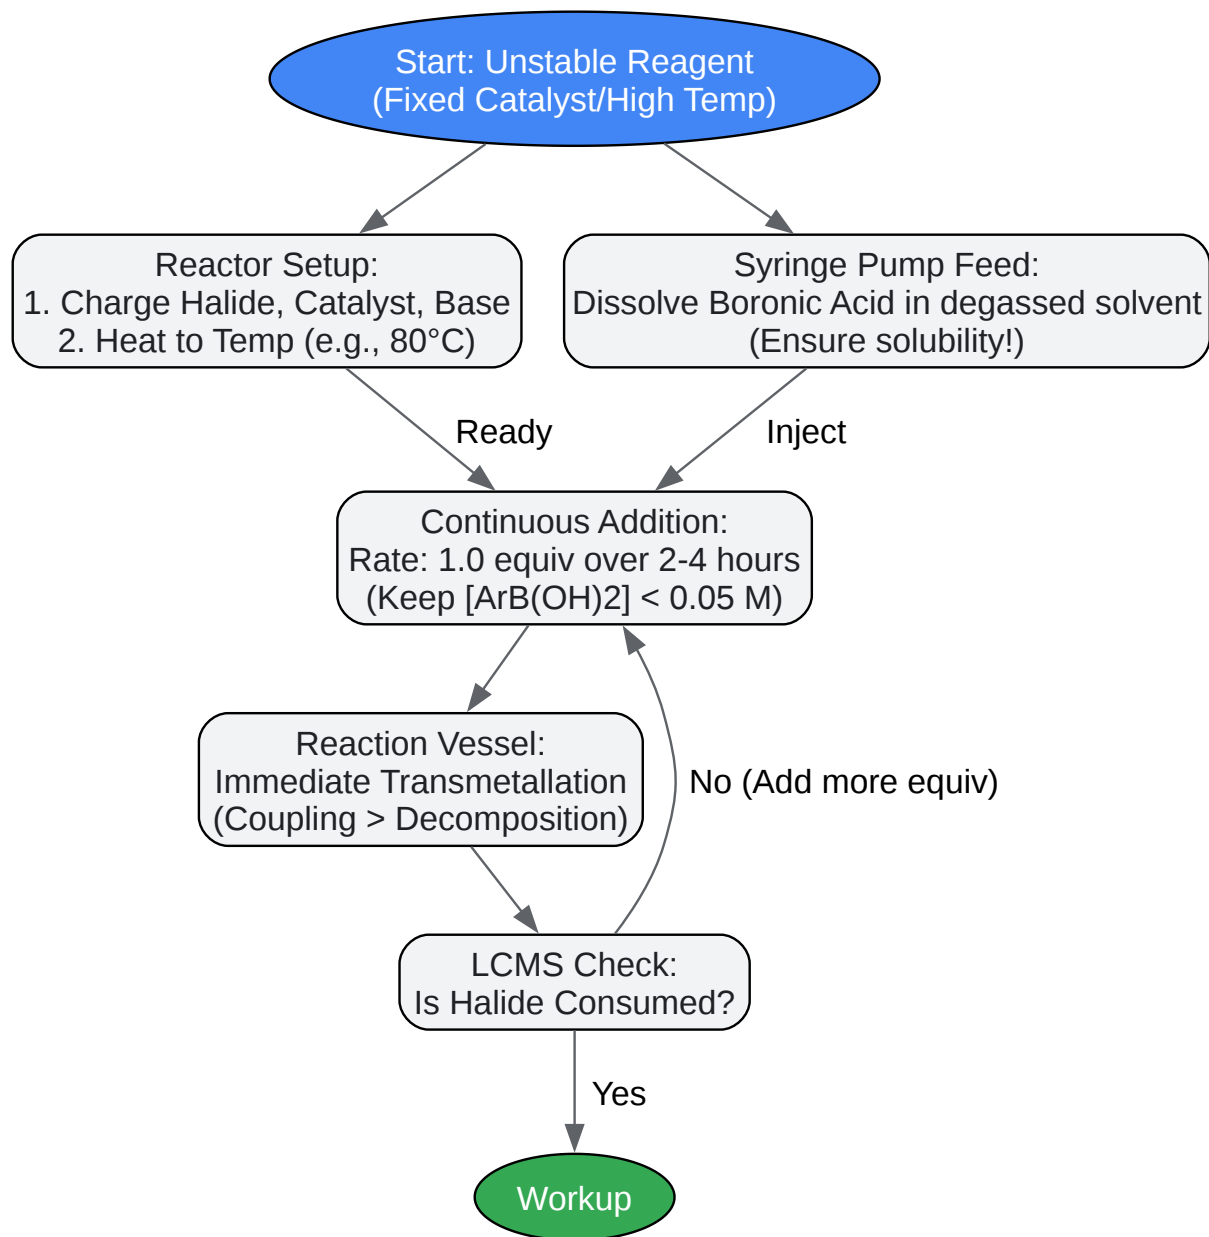 Start: Unstable Reagent
(Fixed Catalyst/High Temp)
Reactor Setup:
1. Charge Halide, Catalyst, Base
2. Heat to Temp (e.g., 80°C)
Syringe Pump Feed:
Dissolve Boronic Acid in degassed solvent
(Ensure solubility!)
Ready
Inject
Continuous Addition:
Rate: 1.0 equiv over 2-4 hours
(Keep [ArB(OH)2] < 0.05 M)
Reaction Vessel:
Immediate Transmetallation
(Coupling > Decomposition)
No (Add more equiv)
LCMS Check:
Is Halide Consumed?
Yes
Workup